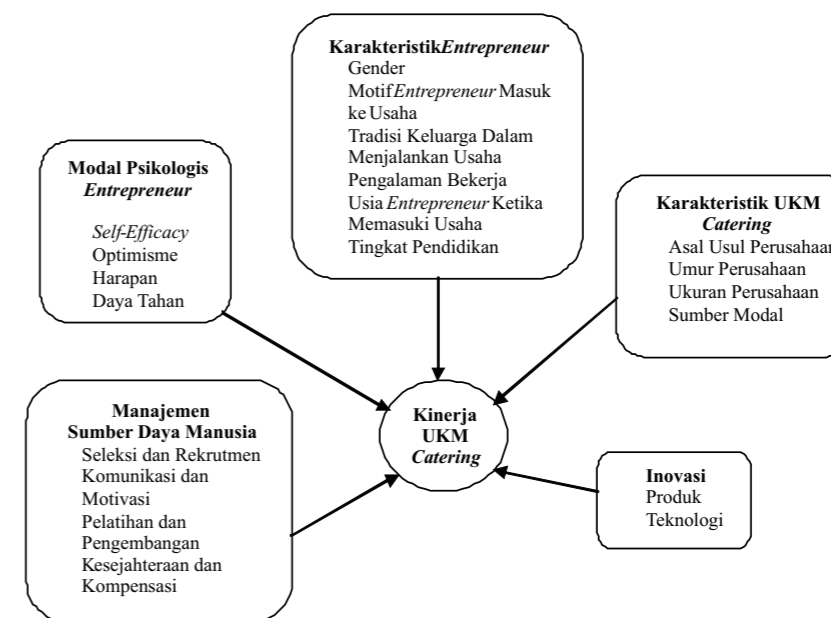 Karakteristik Entrepreneur
Gender
Motif Entrepreneur Masuk
ke Usaha
Tradisi Keluarga Dalam
Menjalankan Usaha
Pengalaman Bekerja
Usia Entrepreneur Ketika
Memasuki Usaha
Tingkat Pendidikan
Modal Psikologis
Entrepreneur
Self-Efficacy
Optimisme
Harapan
Daya Tahan
Karakteristik UKM
Catering
Asal Usul Perusahaan
Umur Perusahaan
Ukuran Perusahaan
Sumber Modal
Manajemen
Sumber Daya Manusia
Seleksi dan Rekrutmen
Komunikasi dan
Motivasi
Pelatihan dan
Pengembangan
Kesejahteraan dan
Kompensasi
Kinerja
UKM
Catering
Inovasi
Produk
Teknologi